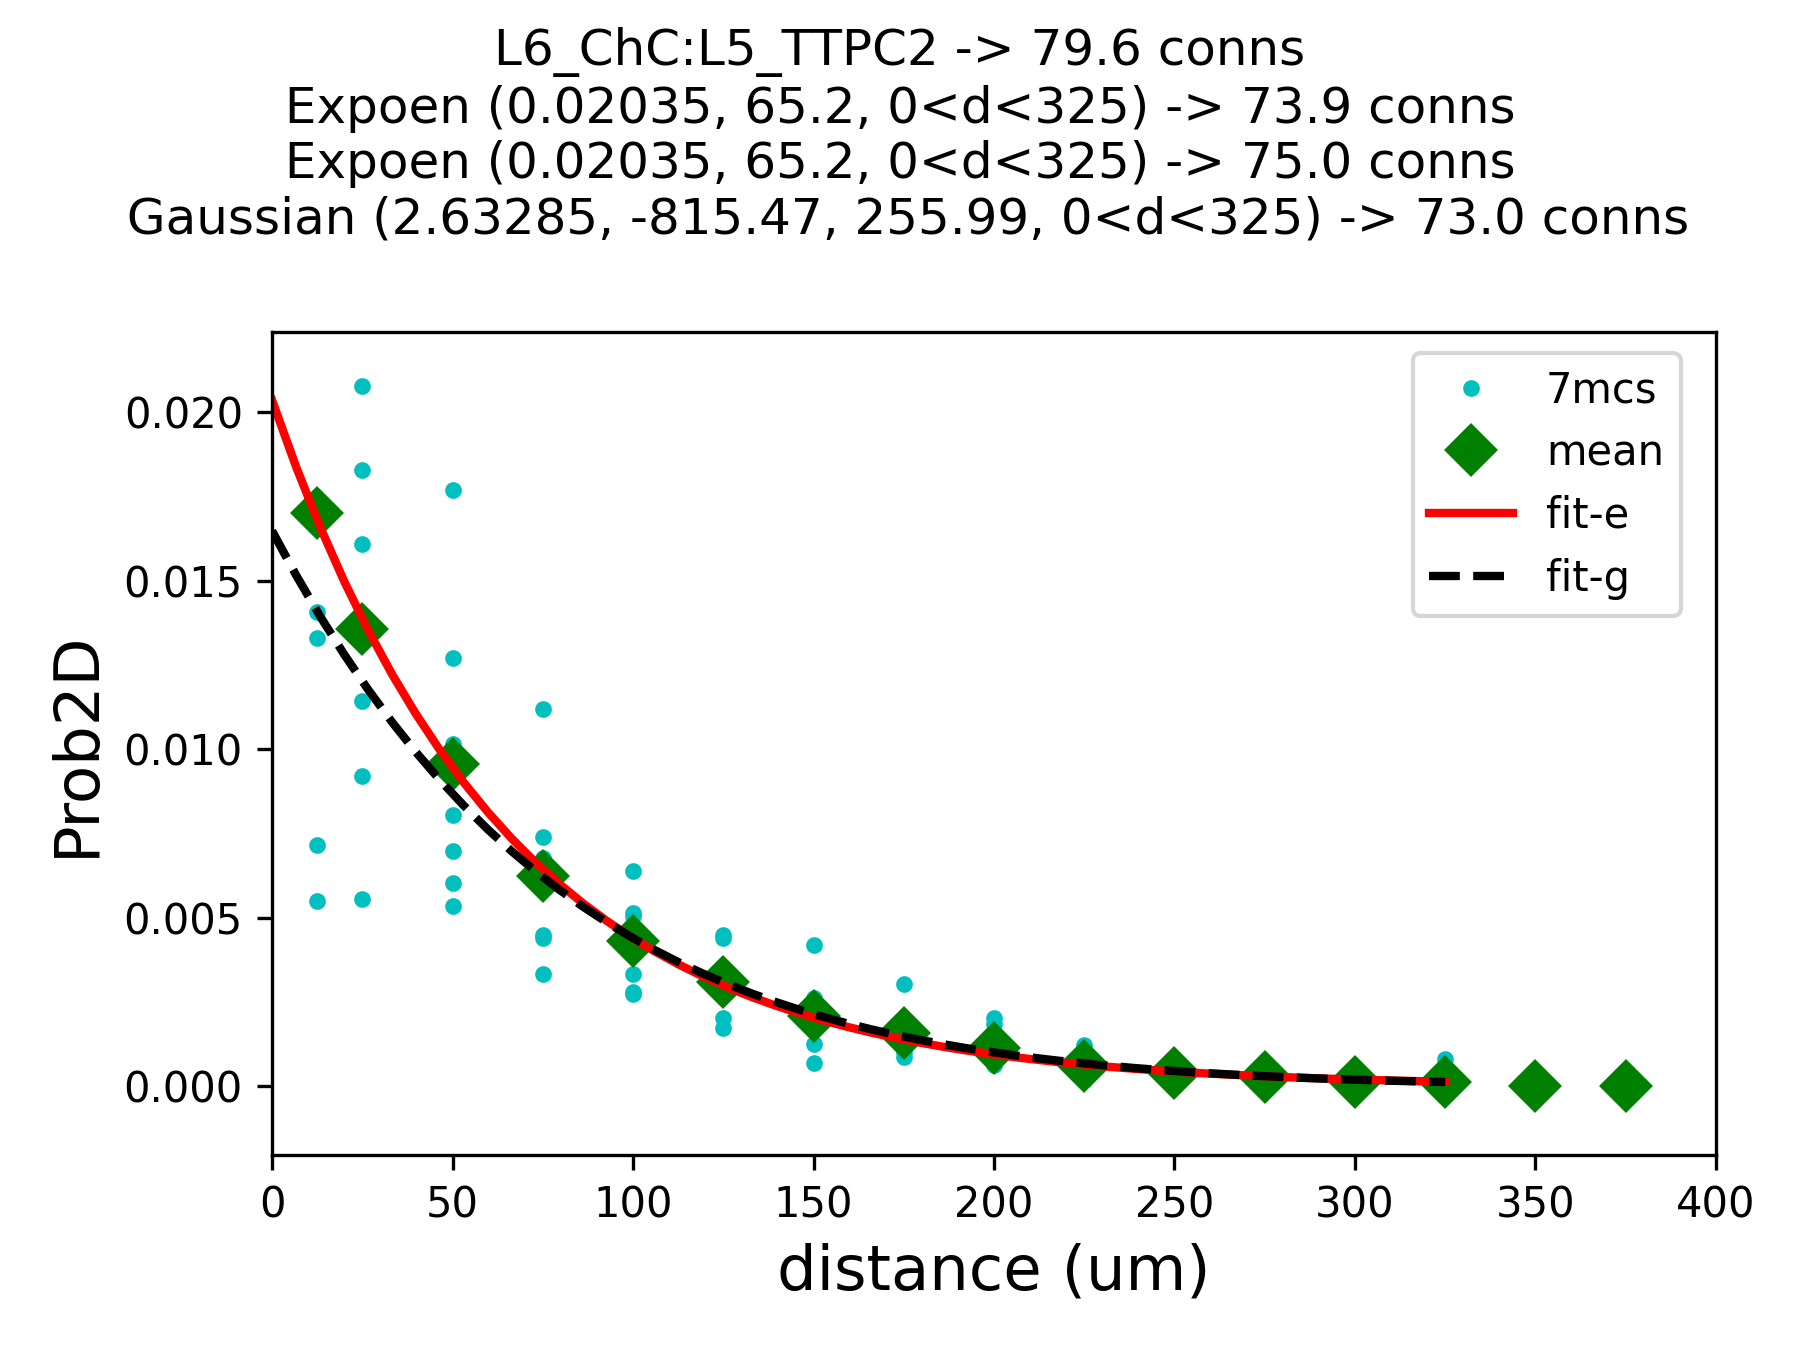 L6_ChC:L5_TTPC2 -> 79.6 conns
Expoen (0.02035, 65.2, 0<d<325) -> 73.9 conns
Expoen (0.02035, 65.2, 0<d<325) -> 75.0 conns
Gaussian (2.63285, -815.47, 255.99, 0<d<325) -> 73.0 conns
7mcs
mean
fit-e
fit-g
Prob2D
0.020
0.015
0.010
0.005
0.000
0 50 100 150 200 250 300 350 400
distance (um)